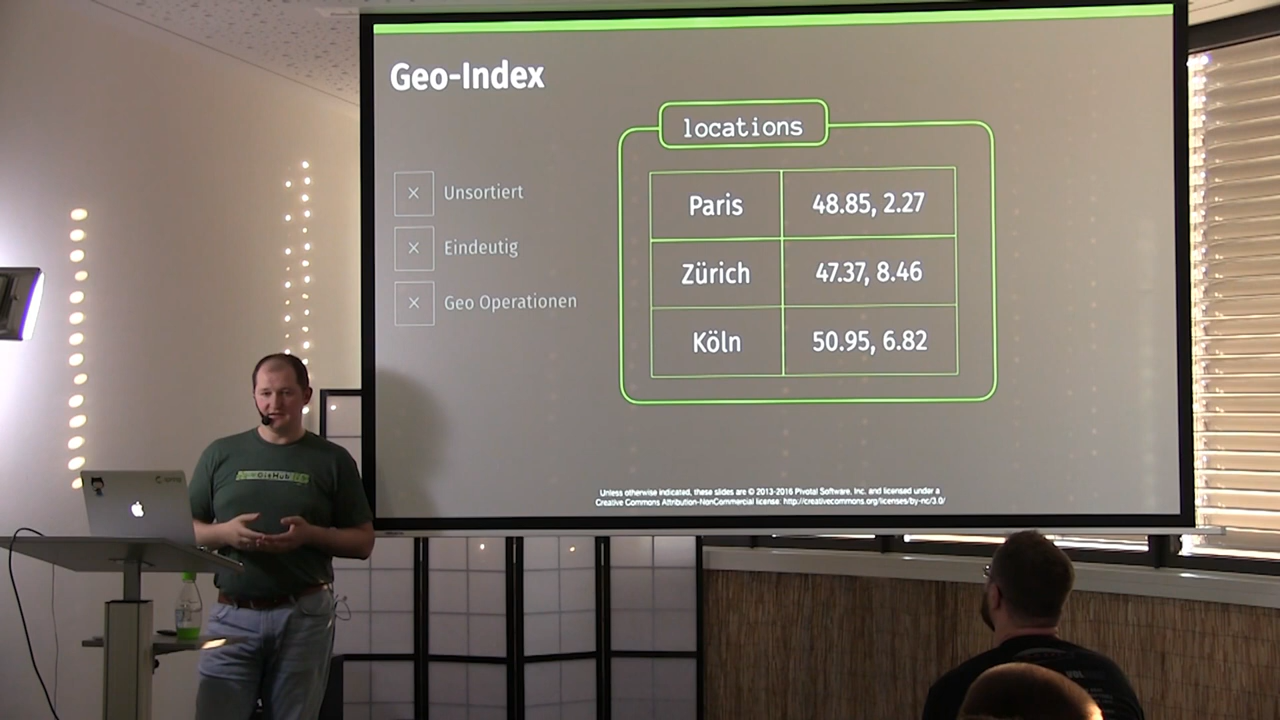 Geo-Index
locations
× Unsortiert
× Eindeutig
× Geo Operationen
Paris 48.85, 2.27
Zürich 47.37, 8.46
Köln 50.95, 6.82
Unless otherwise indicated, these slides are © 2013-2016 Pivotal Software, Inc. and licensed under a
Creative Commons Attribution-NonCommercial license: http://creativecommons.org/licenses/by-nc/3.0/
GitHub